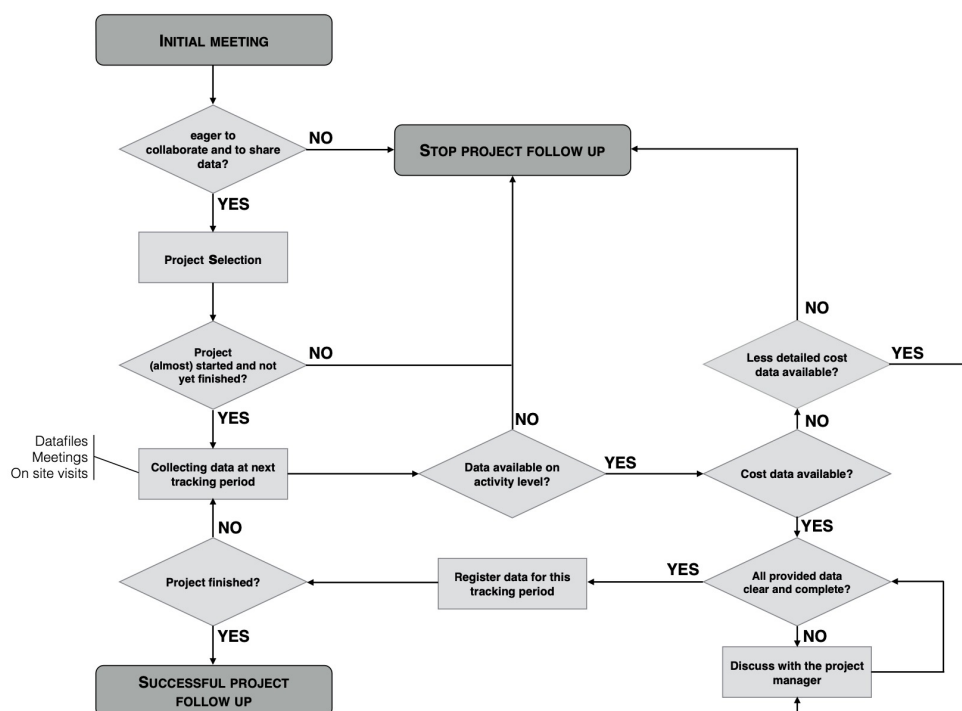 INITIAL MEETING
eager to
collaborate and to share
data?
NO
STOP PROJECT FOLLOW UP
YES
Project Selection
Project
(almost) started and not
yet finished?
NO
NO
Less detailed cost
data available?
YES
YES
NO
NO
Datafiles
Meetings
On site visits
Collecting data at next
tracking period
Data available on
activity level?
YES
Cost data available?
NO
YES
Project finished?
Register data for this
tracking period
YES
All provided data
clear and complete?
YES
NO
SUCCESSFUL PROJECT
FOLLOW UP
Discuss with the project
manager